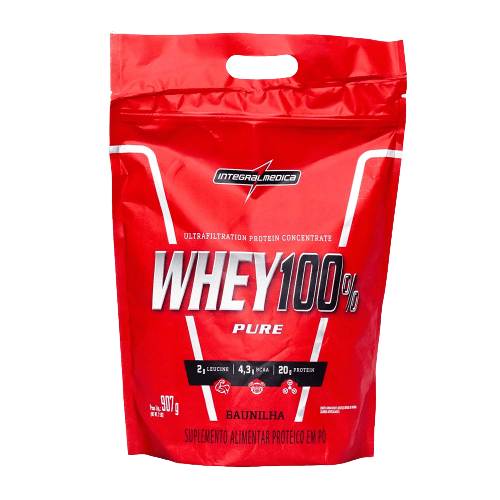 INTEGRALMEDICA
ULTRAFILTRATION PROTEIN CONCENTRATE
WHEY100%
PURE
2g LEUCINE 4,3g BCAA 20g PROTEIN
907g
BAUNILHA
SUPLEMENTO ALIMENTAR PROTEICO EM PÓ